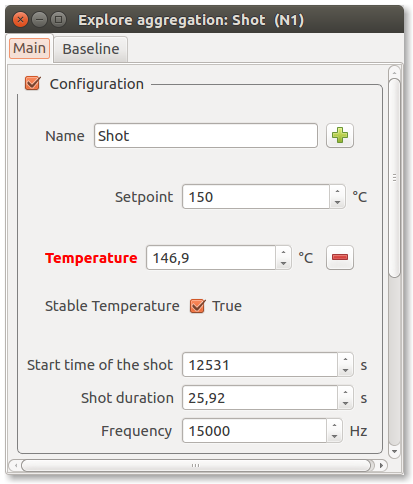 Explore aggregation: Shot (N1)
Main Baseline
Configuration
Name Shot
Setpoint 150 °C
Temperature 146,9 °C
Stable Temperature True
Start time of the shot 12531 s
Shot duration 25,92 s
Frequency 15000 Hz